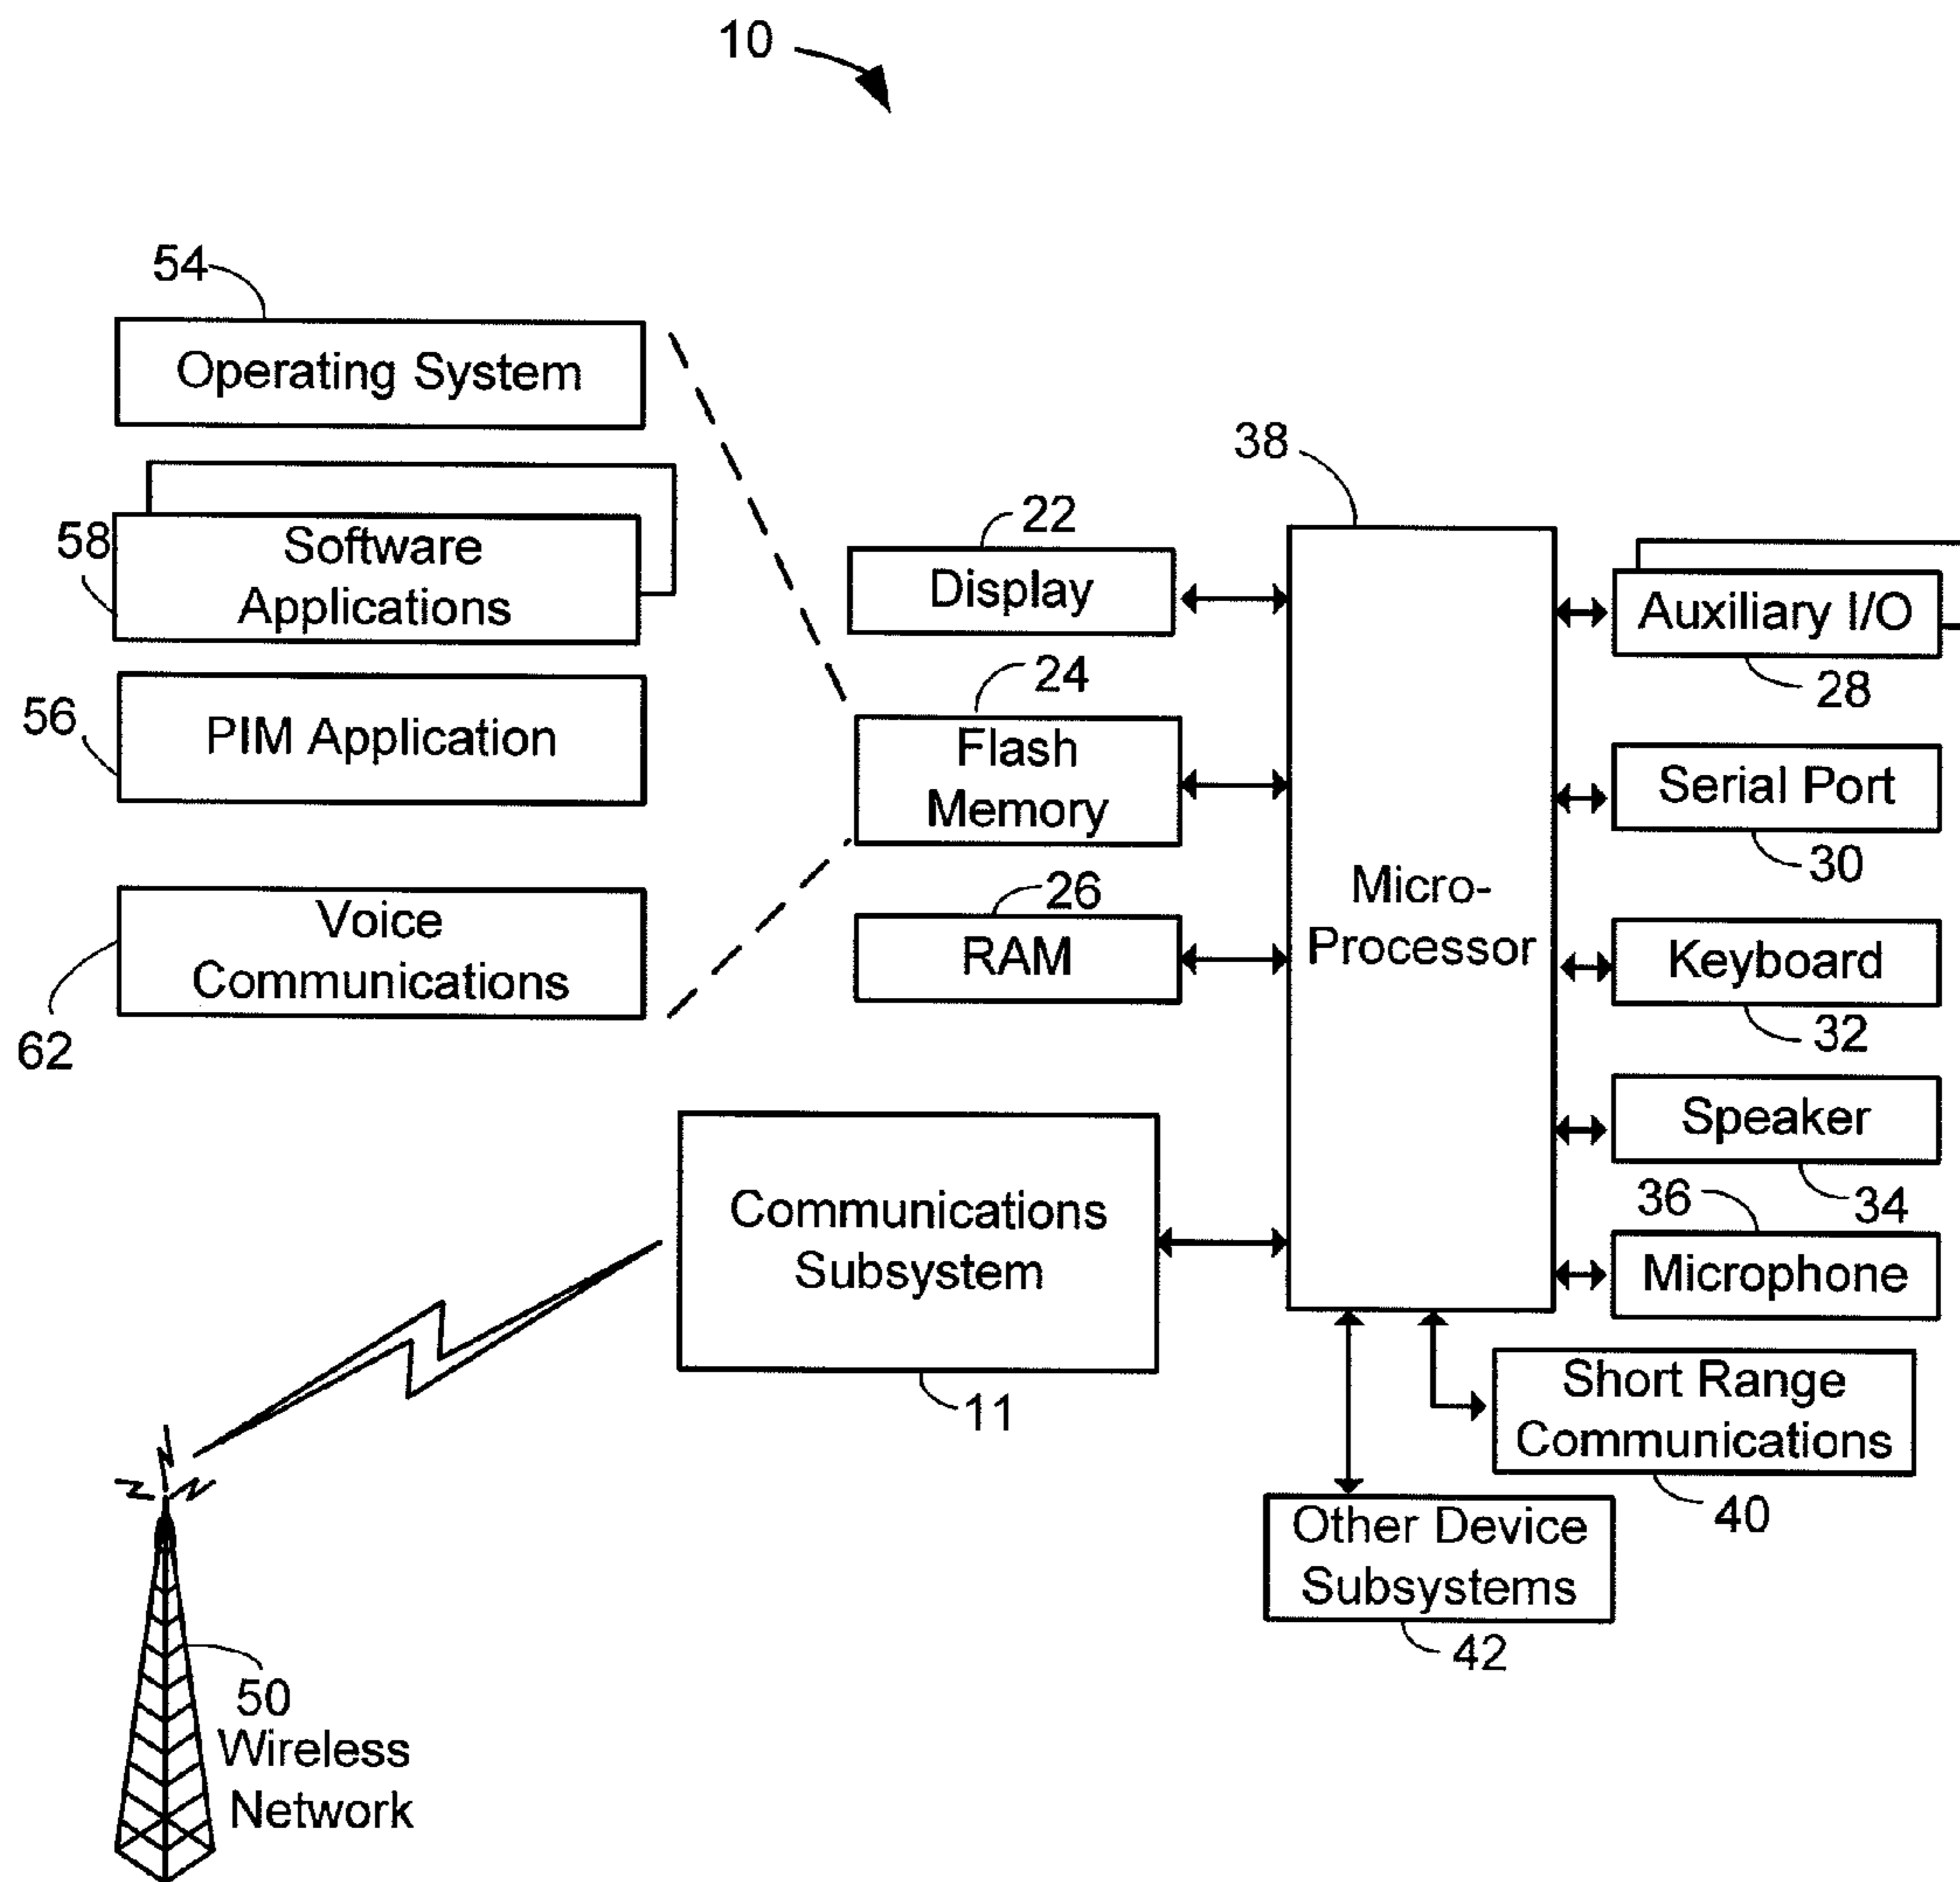 10
54
Operating System
58
Software
Applications
56
PIM Application
62
Voice
Communications
22
Display
24
Flash
Memory
26
RAM
38
Micro-
Processor
Auxiliary I/O
28
Serial Port
30
Keyboard
32
Speaker
34
36
Microphone
Communications
Subsystem
11
Short Range
Communications
40
Other Device
Subsystems
42
50
Wireless
Network